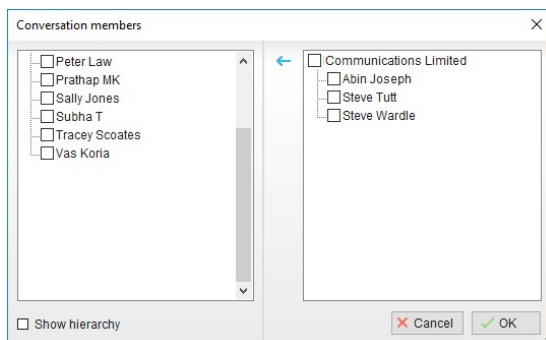 Conversation members
Peter Law
Prathap MK
Sally Jones
Subha T
Tracey Scoates
Vas Koria
Show hierarchy
Communications Limited
Abin Joseph
Steve Tutt
Steve Wardle
Cancel
OK